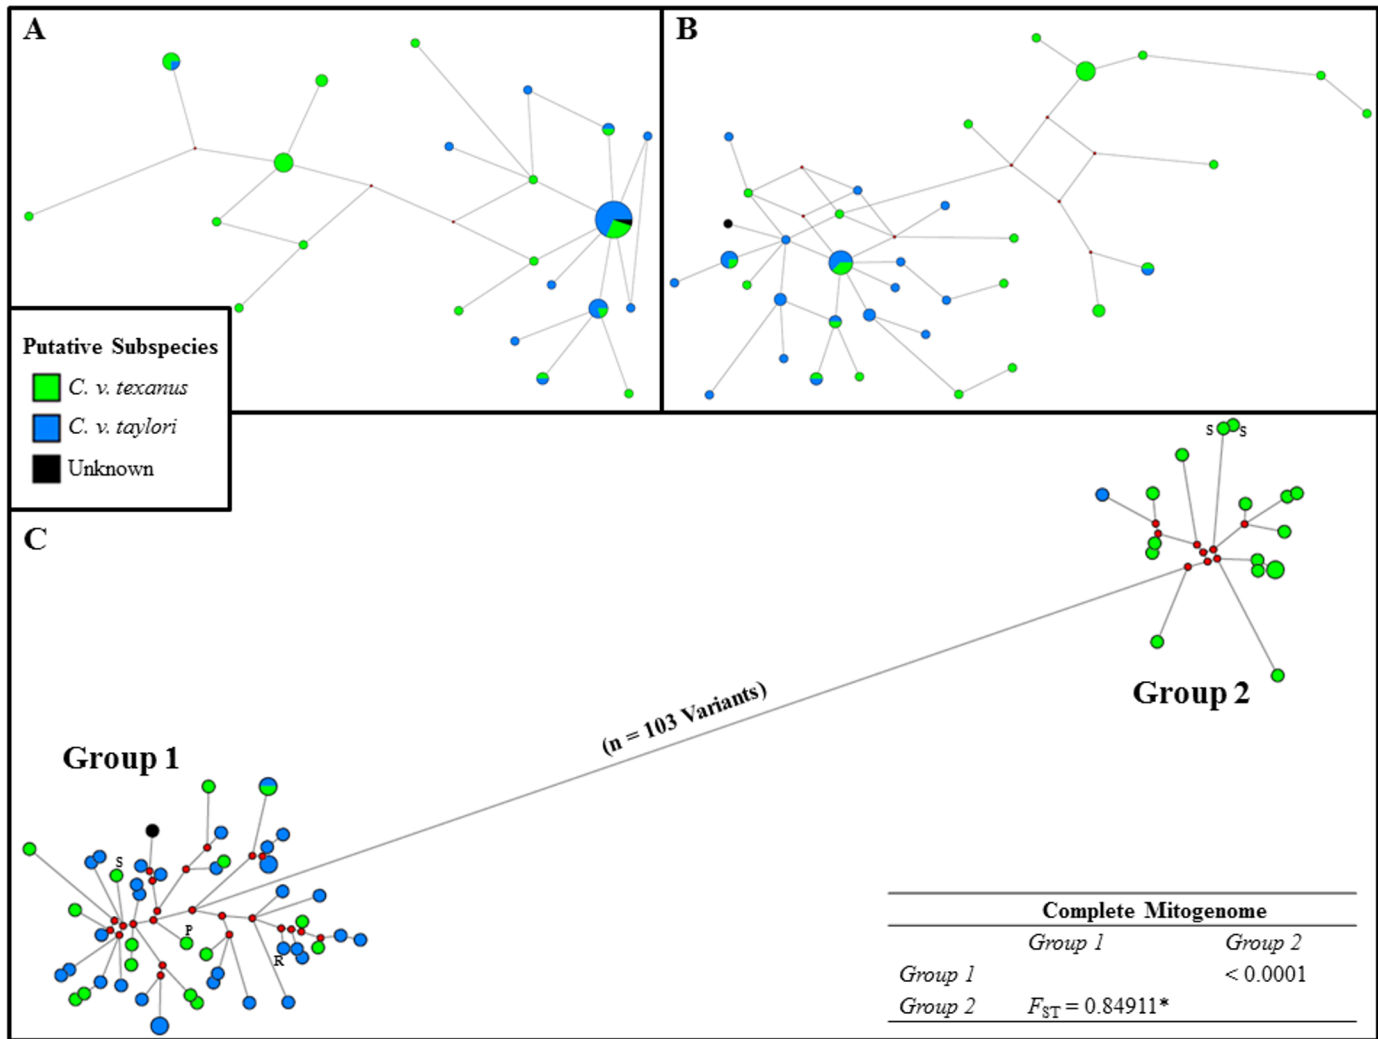 A
B
Putative Subspecies
C. v. texanus
C. v. taylori
Unknown
C
S
S
Group 2
(n = 103 Variants)
Group 1
S
P
R
Complete Mitogenome
Group 1 Group 2
Group 1 < 0.0001
Group 2 FST = 0.84911*